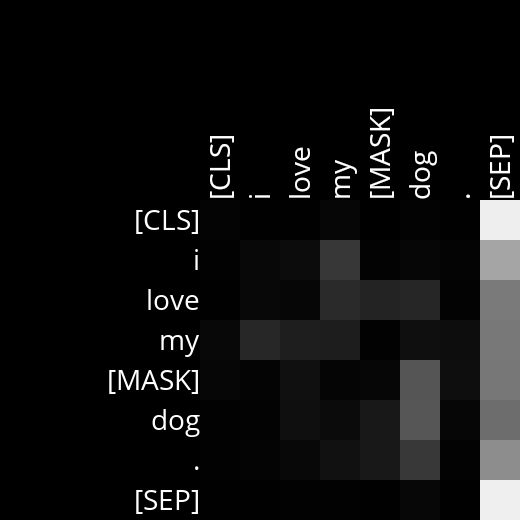 [CLS] i love my [MASK] dog . [SEP]
[CLS]
i
love
my
[MASK]
dog
.
[SEP]